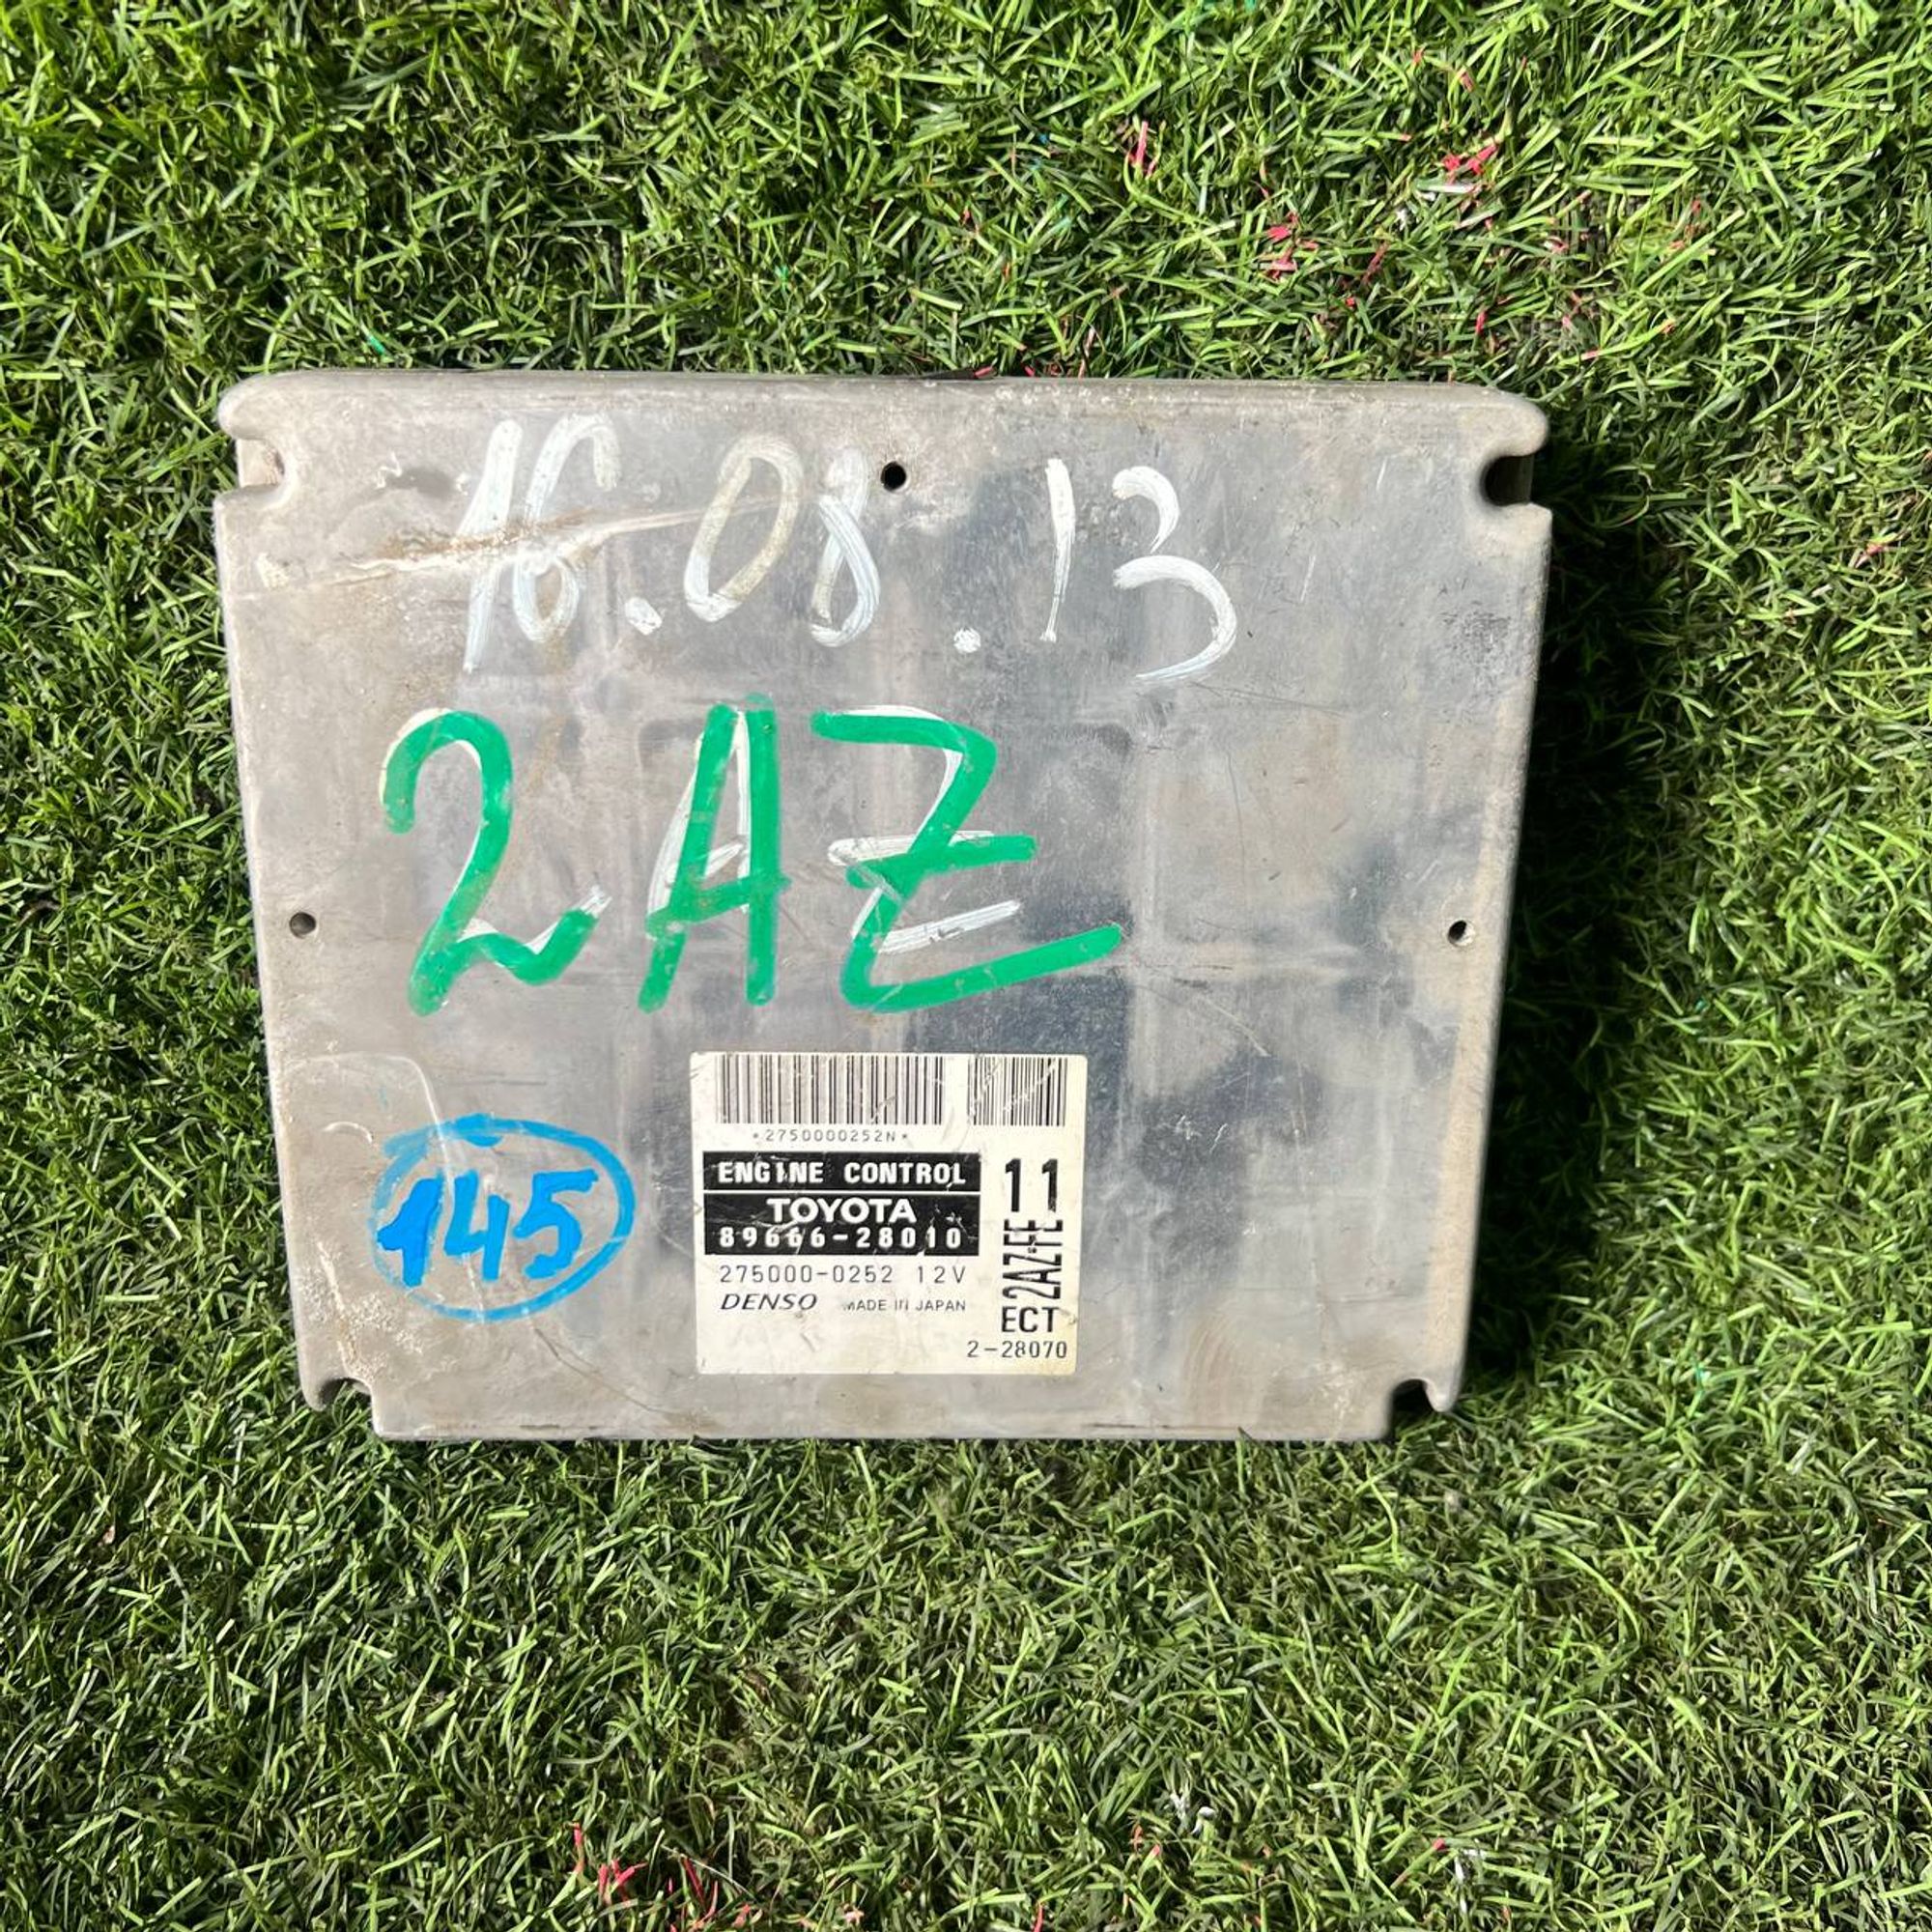 16.08.13
2AZ
145
*2750000252N*
ENGINE CONTROL 11
TOYOTA
89666-28010
2AZ-FE
275000-0252 12V
DENSO MADE IN JAPAN
ECT
2-28070